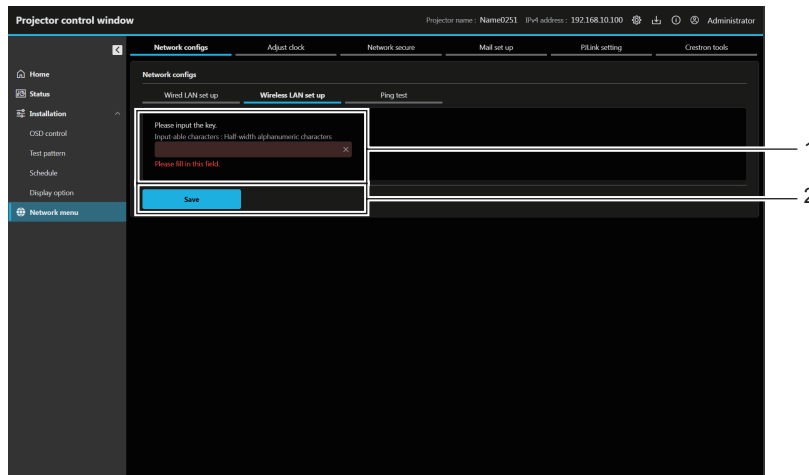 Projector control window Projector name : Name0251 IPv4 address : 192.168.10.100 Administrator
Network configs Adjust clock Network secure Mail set up PJLink setting Crestron tools
Home
Status
Installation
OSD control
Test pattern
Schedule
Display option
Network menu
Network configs
Wired LAN set up Wireless LAN set up Ping test
Please input the key.
Input-able characters : Half-width alphanumeric characters
Please fill in this field.
Save
1
2